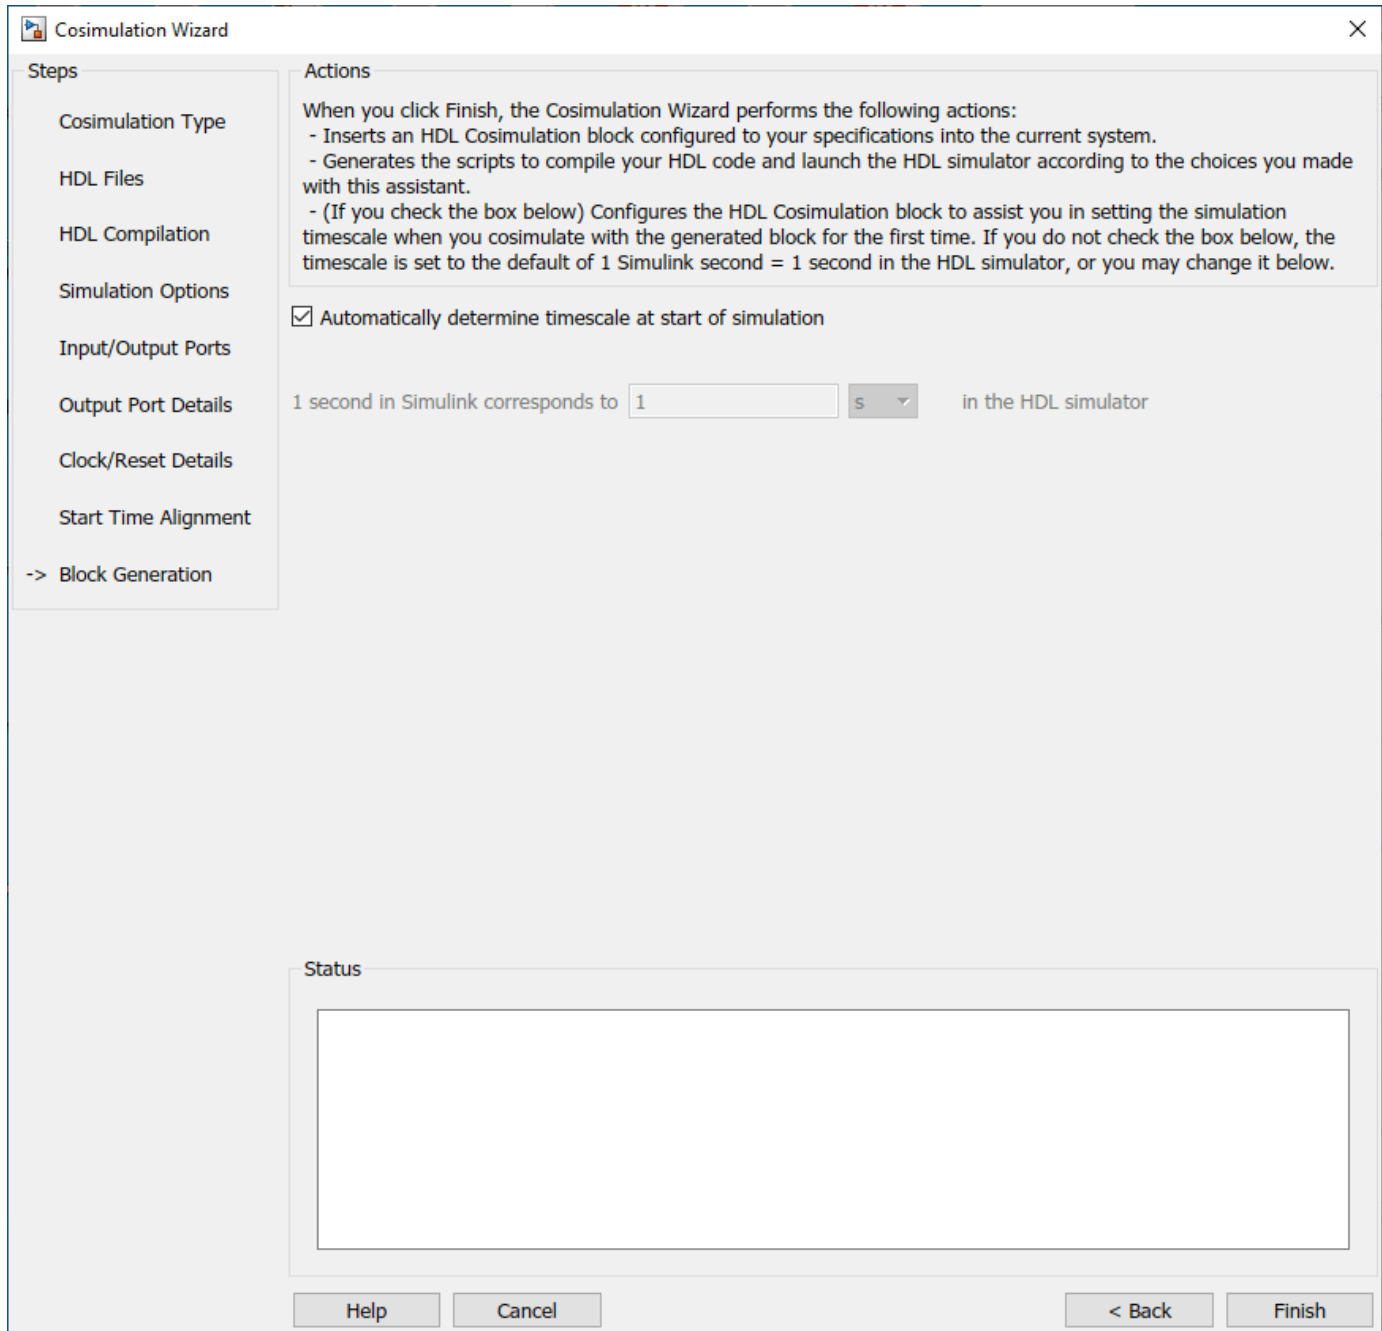 Cosimulation Wizard
Steps
Cosimulation Type
HDL Files
HDL Compilation
Simulation Options
Input/Output Ports
Output Port Details
Clock/Reset Details
Start Time Alignment
-> Block Generation
Actions
When you click Finish, the Cosimulation Wizard performs the following actions:
- Inserts an HDL Cosimulation block configured to your specifications into the current system.
- Generates the scripts to compile your HDL code and launch the HDL simulator according to the choices you made
with this assistant.
- (If you check the box below) Configures the HDL Cosimulation block to assist you in setting the simulation
timescale when you cosimulate with the generated block for the first time. If you do not check the box below, the
timescale is set to the default of 1 Simulink second = 1 second in the HDL simulator, or you may change it below.
Automatically determine timescale at start of simulation
1 second in Simulink corresponds to 1 s in the HDL simulator
Status
Help Cancel < Back Finish